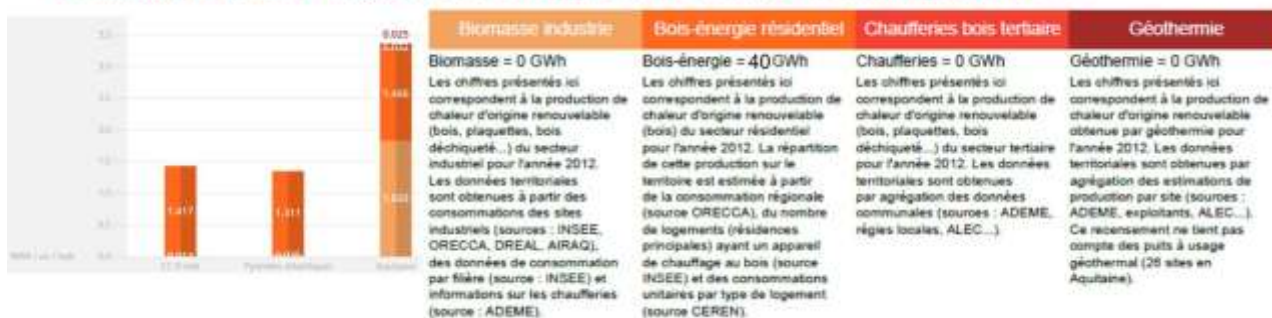 0.025
1.417
1.311
Biomasse industrie
Biomasse = 0 GWh
Les chiffres présentés ici
correspondent à la production de
chaleur d'origine renouvelable
(bois, plaquettes, bois
déchiqueté...) du secteur
industriel pour l'année 2012.
Les données territoriales
sont obtenues à partir des
consommations des sites
industriels (sources : INSEE,
ORECCA, DREAL, AIRAQ),
des données de consommation
par filière (source : INSEE) et
informations sur les chaufferies
(source : ADEME).
Bois-énergie résidentiel
Bois-énergie = 40 GWh
Les chiffres présentés ici
correspondent à la production de
chaleur d'origine renouvelable
(bois) du secteur résidentiel
pour l'année 2012. La répartition
de cette production sur le
territoire est estimée à partir
de la consommation régionale
(source ORECCA), du nombre
de logements (résidences
principales) ayant un appareil
de chauffage au bois (source
INSEE) et des consommations
unitaires par type de logement
(source CEREN).
Chaufferies bois tertiaire
Chaufferies = 0 GWh
Les chiffres présentés ici
correspondent à la production de
chaleur d'origine renouvelable
(bois, plaquettes, bois
déchiqueté...) du secteur tertiaire
pour l'année 2012. Les données
territoriales sont obtenues
par agrégation des données
communales (sources : ADEME,
régies locales, ALEC...).
Géothermie
Géothermie = 0 GWh
Les chiffres présentés ici
correspondent à la production de
chaleur d'origine renouvelable
obtenue par géothermie pour
l'année 2012. Les données
territoriales sont obtenues par
agrégation des estimations de
production par site (sources :
ADEME, exploitants, ALEC...).
Ce recensement ne tient pas
compte des puits à usage
géothermal (26 sites en
Aquitaine).